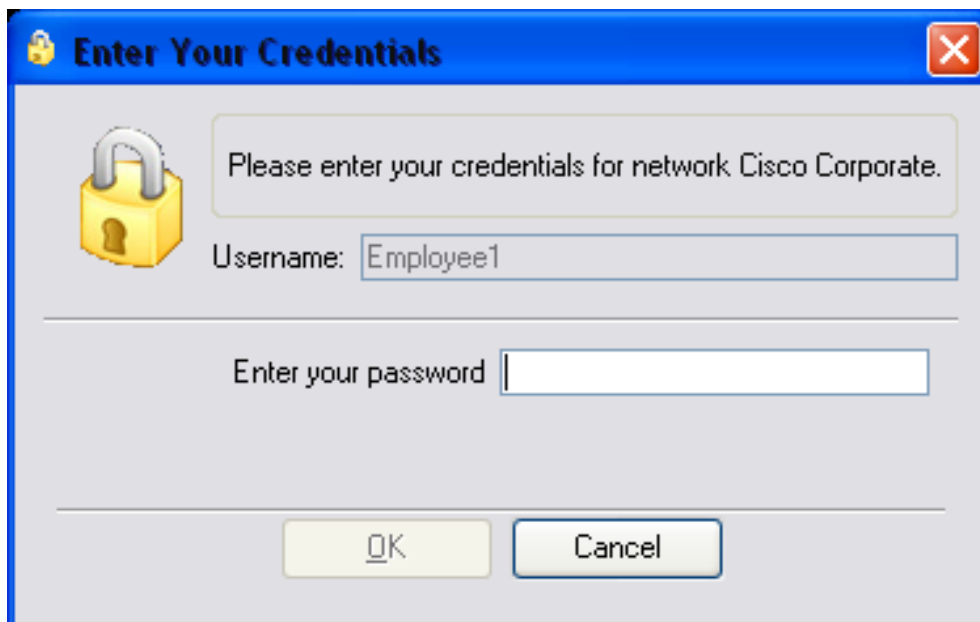 Enter Your Credentials
Please enter your credentials for network Cisco Corporate.
Username: Employee1
Enter your password
OK Cancel